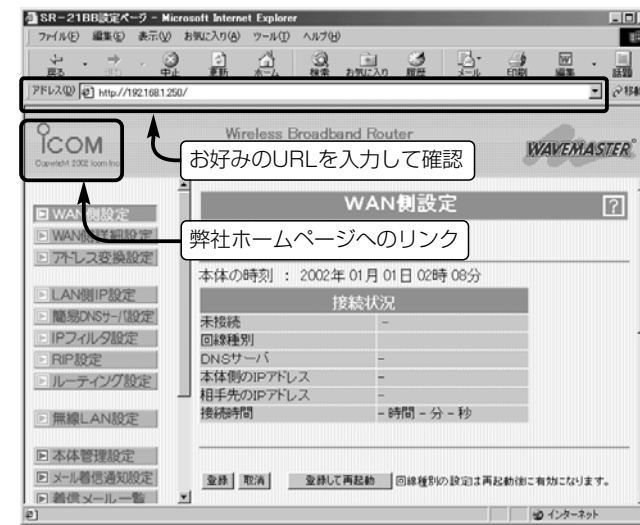 SR-21BB設定ページ - Microsoft Internet Explorer
ファイル(F) 編集(E) 表示(V) お気に入り(A) ツール(T) ヘルプ(H)
戻る 中止 更新 ホーム 検索 お気に入り 履歴 メール 印刷 編集 話題
アドレス(D) http://192.168.1.250/ 移動
ICOM
Copyright 2002 Icom Inc.
Wireless Broadband Router
WAVEMASTER®
お好みのURLを入力して確認
弊社ホームページへのリンク
WAN側設定
WAN側詳細設定
アドレス変換設定
LAN側IP設定
簡易DNSサーバ設定
IPフィルタ設定
RIP設定
ルーティング設定
無線LAN設定
本体管理設定
メール着信通知設定
着信メール一覧
WAN側設定 ?
本体の時刻 : 2002年 01月 01日 02時 08分
接続状況
未接続 -
回線種別
DNSサーバ -
本体側のIPアドレス -
相手先のIPアドレス -
接続時間 - 時間 - 分 - 秒
登録 取消 登録して再起動 回線種別の設定は再起動後に有効になります。
インターネット